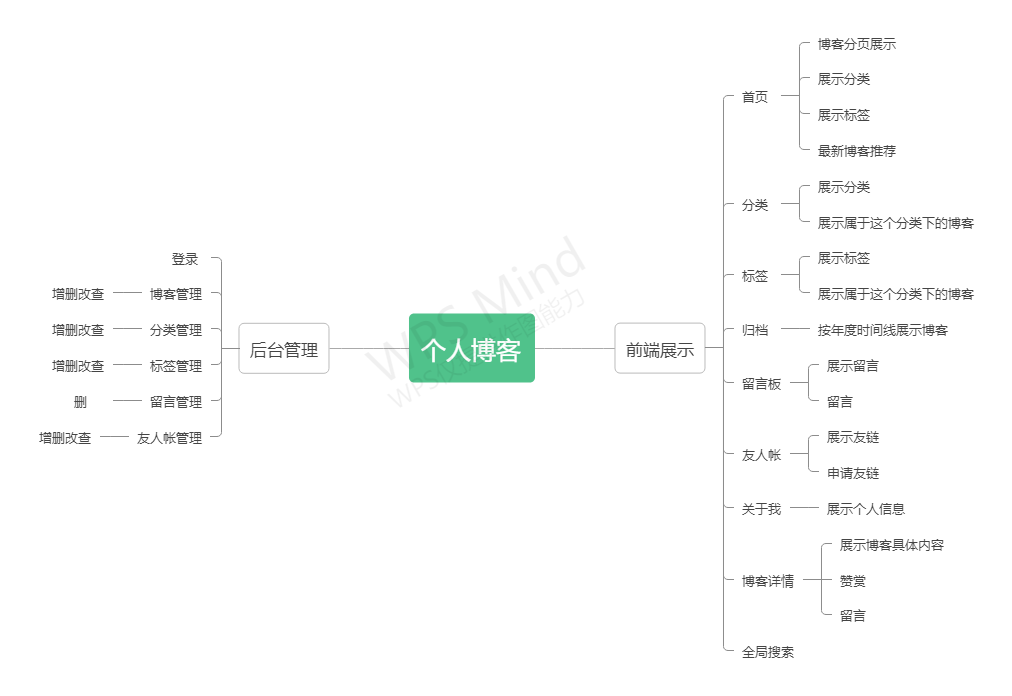 个人博客
前端展示
首页
博客分页展示
展示分类
展示标签
最新博客推荐
分类
展示分类
展示属于这个分类下的博客
标签
展示标签
展示属于这个分类下的博客
归档
按年度时间线展示博客
留言板
展示留言
留言
友人帐
展示友链
申请友链
关于我
展示个人信息
博客详情
展示博客具体内容
赞赏
留言
全局搜索
后台管理
登录
博客管理
增删改查
分类管理
增删改查
标签管理
增删改查
留言管理
删
友人帐管理
增删改查
WPS Mind